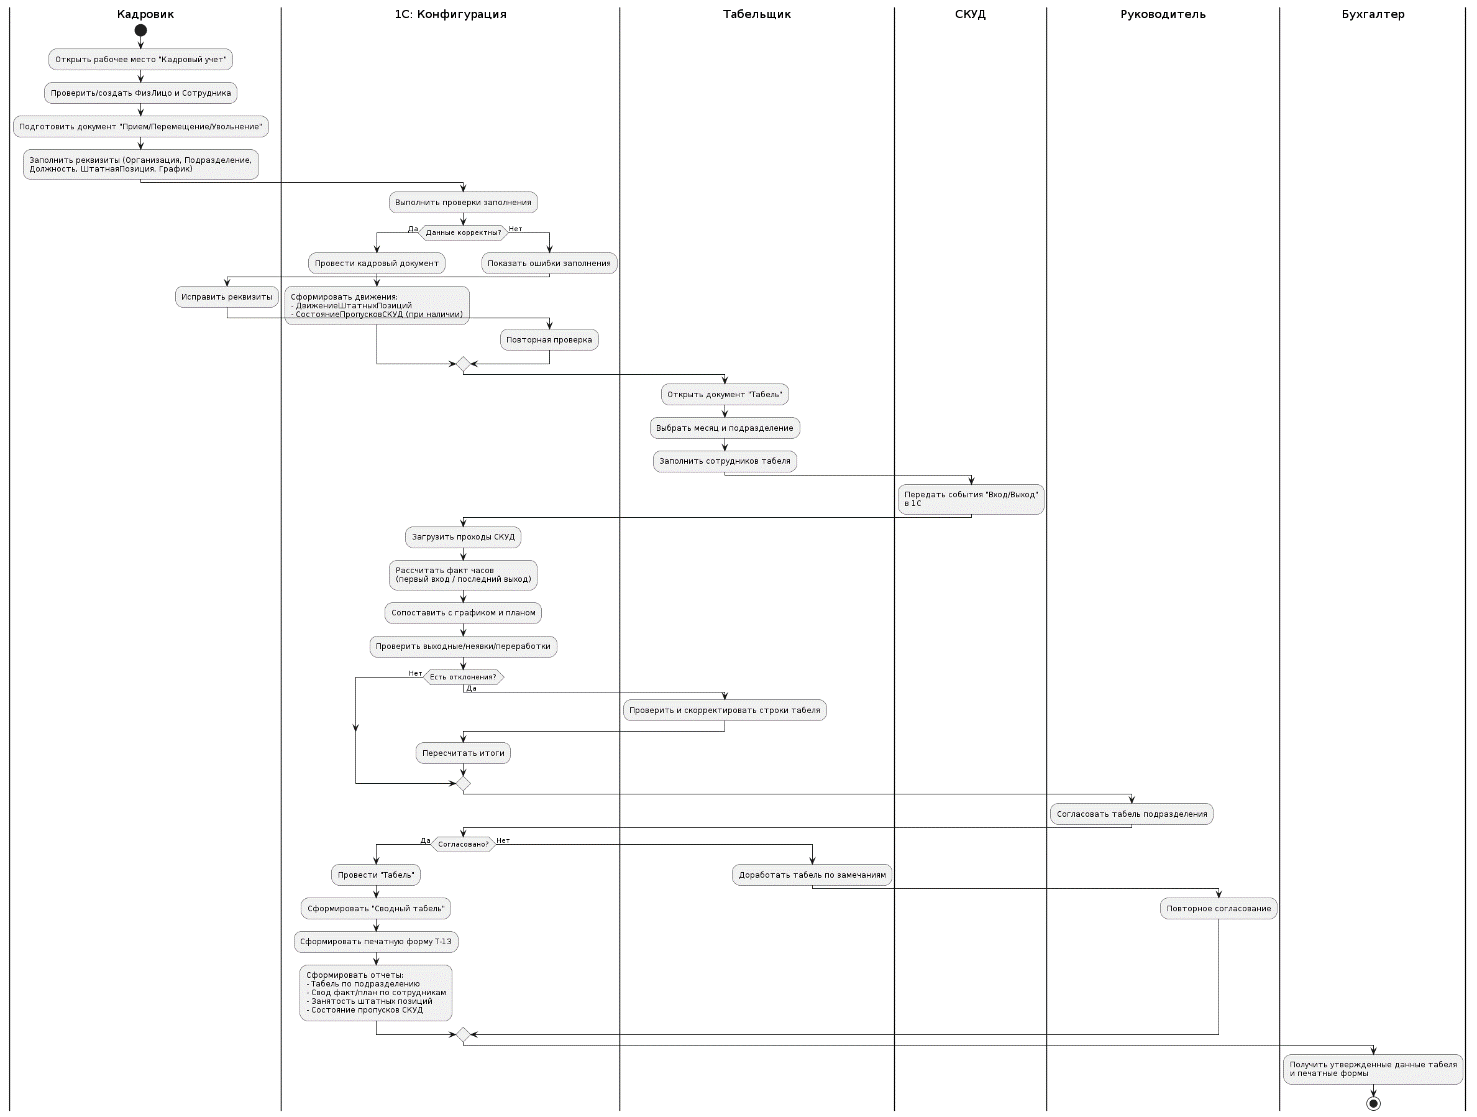 Кадровик
1С: Конфигурация
Табельщик
СКУД
Руководитель
Бухгалтер
Открыть рабочее место "Кадровый учет"
Проверить/создать ФизЛицо и Сотрудника
Подготовить документ "Прием/Перемещение/Увольнение"
Заполнить реквизиты (Организация, Подразделение,
Должность, ШтатнаяПозиция, График)
Выполнить проверки заполнения
Да
Данные корректны?
Нет
Провести кадровый документ
Показать ошибки заполнения
Исправить реквизиты
Сформировать движения:
- ДвижениеШтатныхПозиций
- СостояниеПропусковСКУД (при наличии)
Повторная проверка
Открыть документ "Табель"
Выбрать месяц и подразделение
Заполнить сотрудников табеля
Передать события "Вход/Выход"
в 1С
Загрузить проходы СКУД
Рассчитать факт часов
(первый вход / последний выход)
Сопоставить с графиком и планом
Проверить выходные/неявки/переработки
Нет
Есть отклонения?
Да
Проверить и скорректировать строки табеля
Пересчитать итоги
Согласовать табель подразделения
Да
Согласовано?
Нет
Провести "Табель"
Доработать табель по замечаниям
Сформировать "Сводный табель"
Повторное согласование
Сформировать печатную форму Т-13
Сформировать отчеты:
- Табель по подразделению
- Свод факт/план по сотрудникам
- Занятость штатных позиций
- Состояние пропусков СКУД
Получить утвержденные данные табеля
и печатные формы